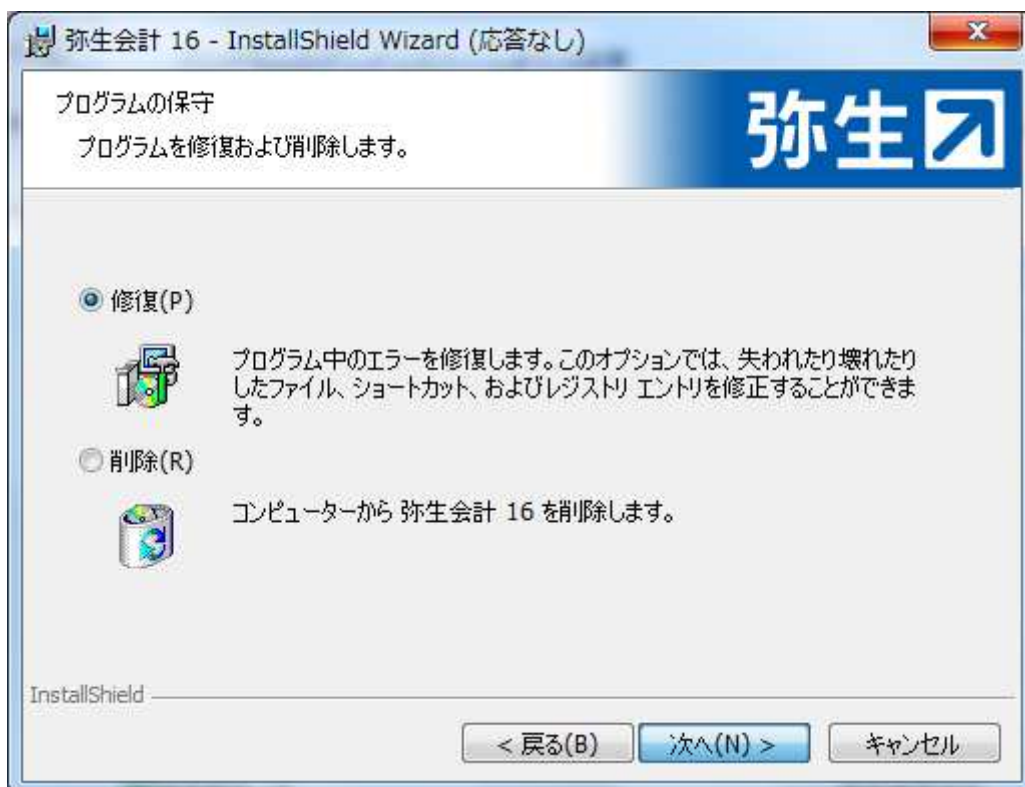 弥生会計 16 - InstallShield Wizard (応答なし)
プログラムの保守
プログラムを修復および削除します。
弥生
修復(P)
プログラム中のエラーを修復します。このオプションでは、失われたり壊れたり
したファイル、ショートカット、およびレジストリ エントリを修正することができま
す。
削除(R)
コンピューターから 弥生会計 16 を削除します。
InstallShield
< 戻る(B)
次へ(N) >
キャンセル